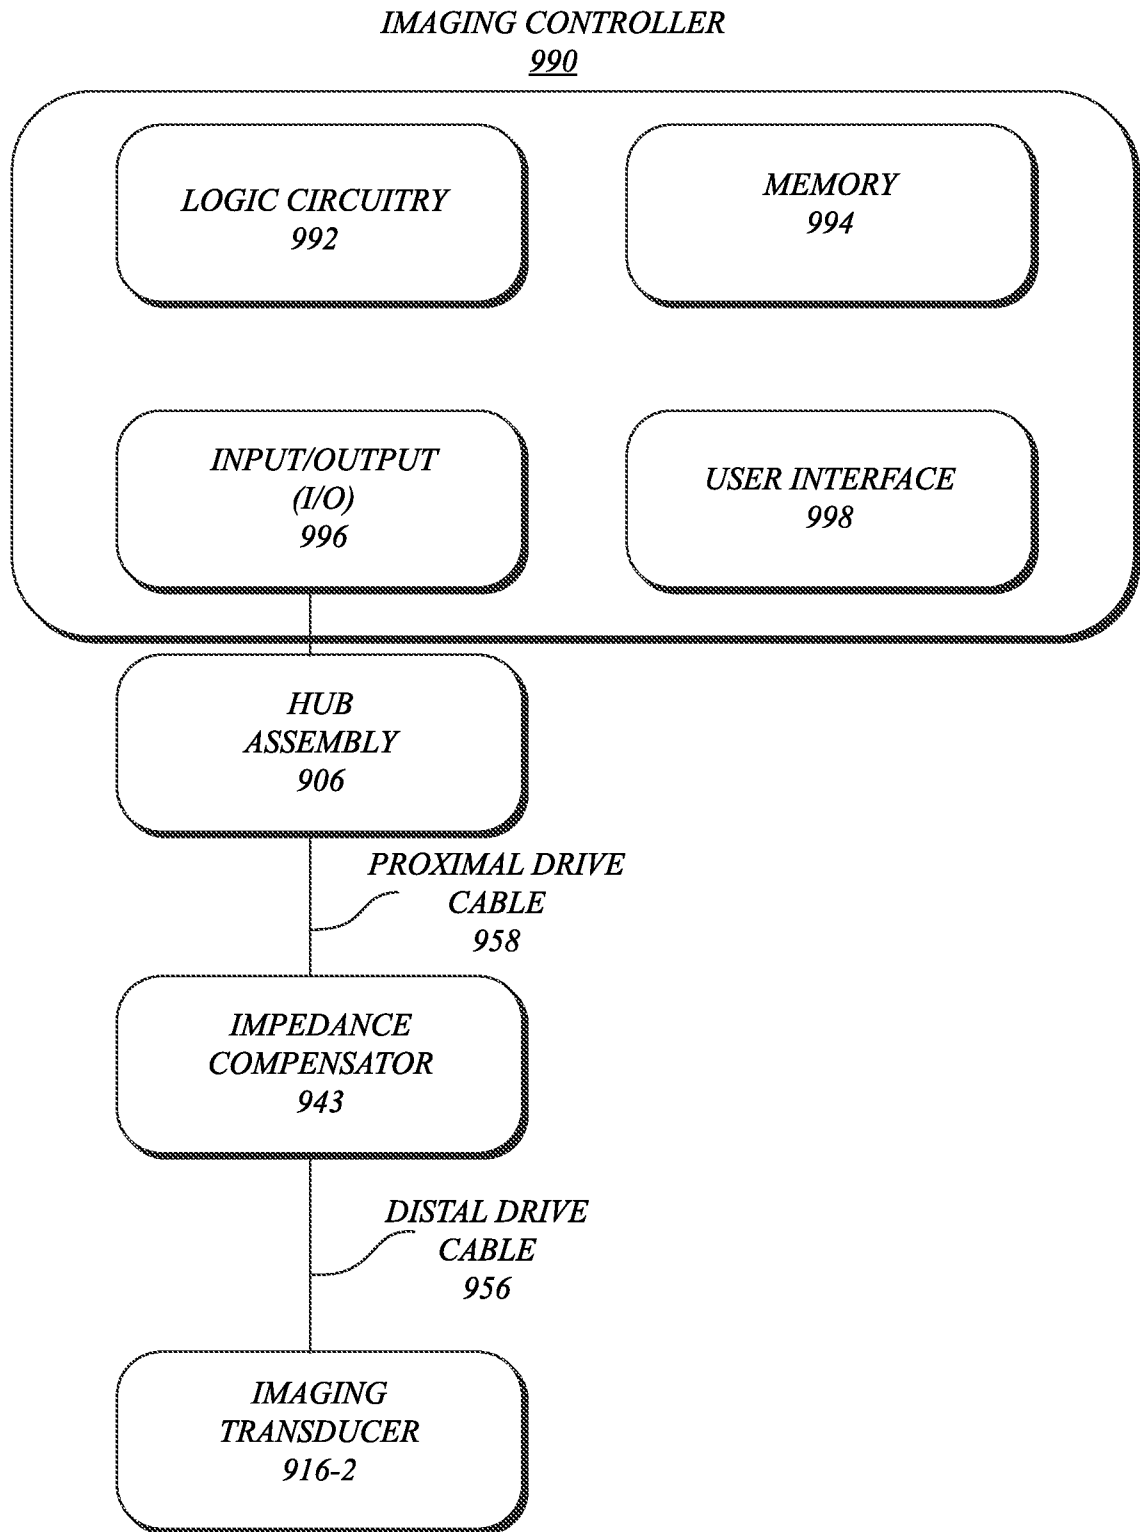 IMAGING CONTROLLER
990
LOGIC CIRCUITRY
992
MEMORY
994
INPUT/OUTPUT
(I/O)
996
USER INTERFACE
998
HUB
ASSEMBLY
906
PROXIMAL DRIVE
CABLE
958
IMPEDANCE
COMPENSATOR
943
DISTAL DRIVE
CABLE
956
IMAGING
TRANSDUCER
916-2